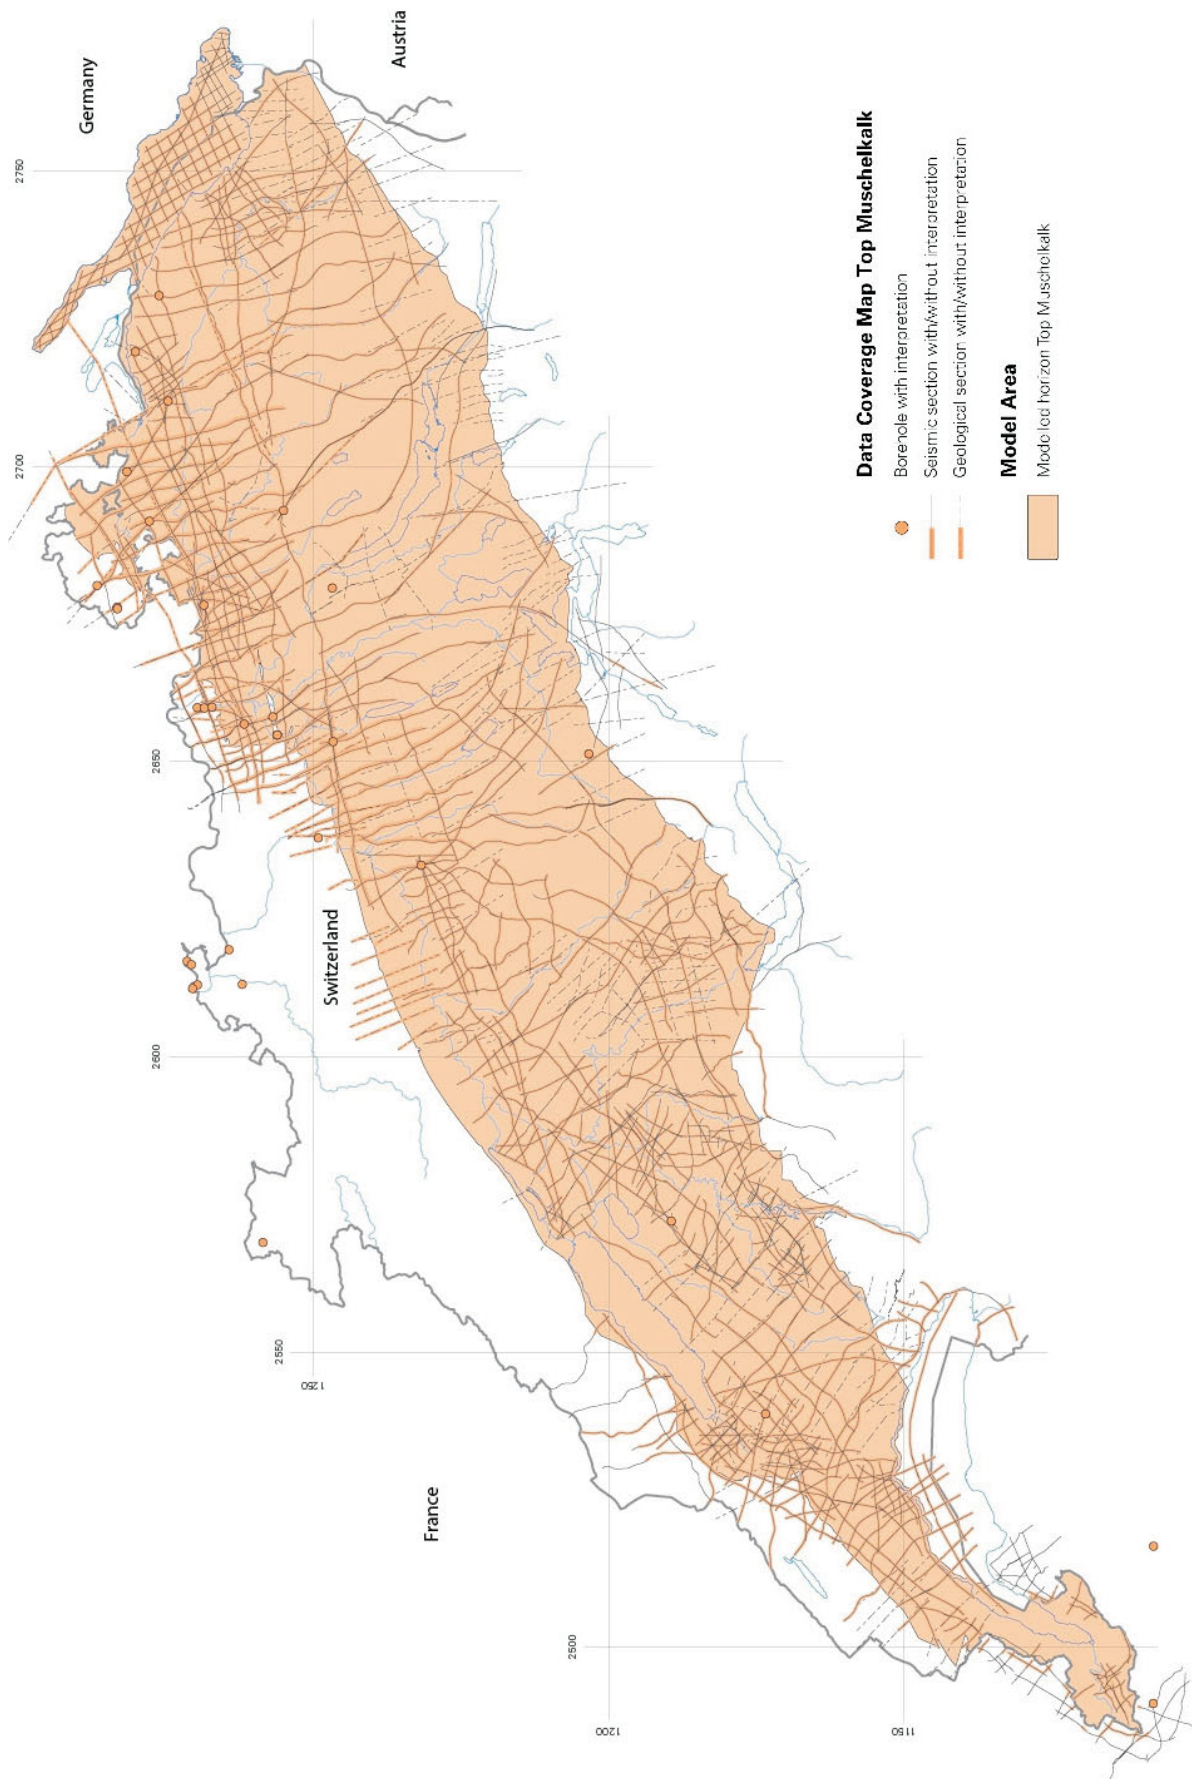 Germany
Austria
Switzerland
France
2750
2700
2650
2600
2550
2500
1250
1200
1150
Data Coverage Map Top Muschelkalk
Borehole with interpretation
Seismic section with/without interpretation
Geological section with/without interpretation
Model Area
Modelled horizon Top Muschelkalk